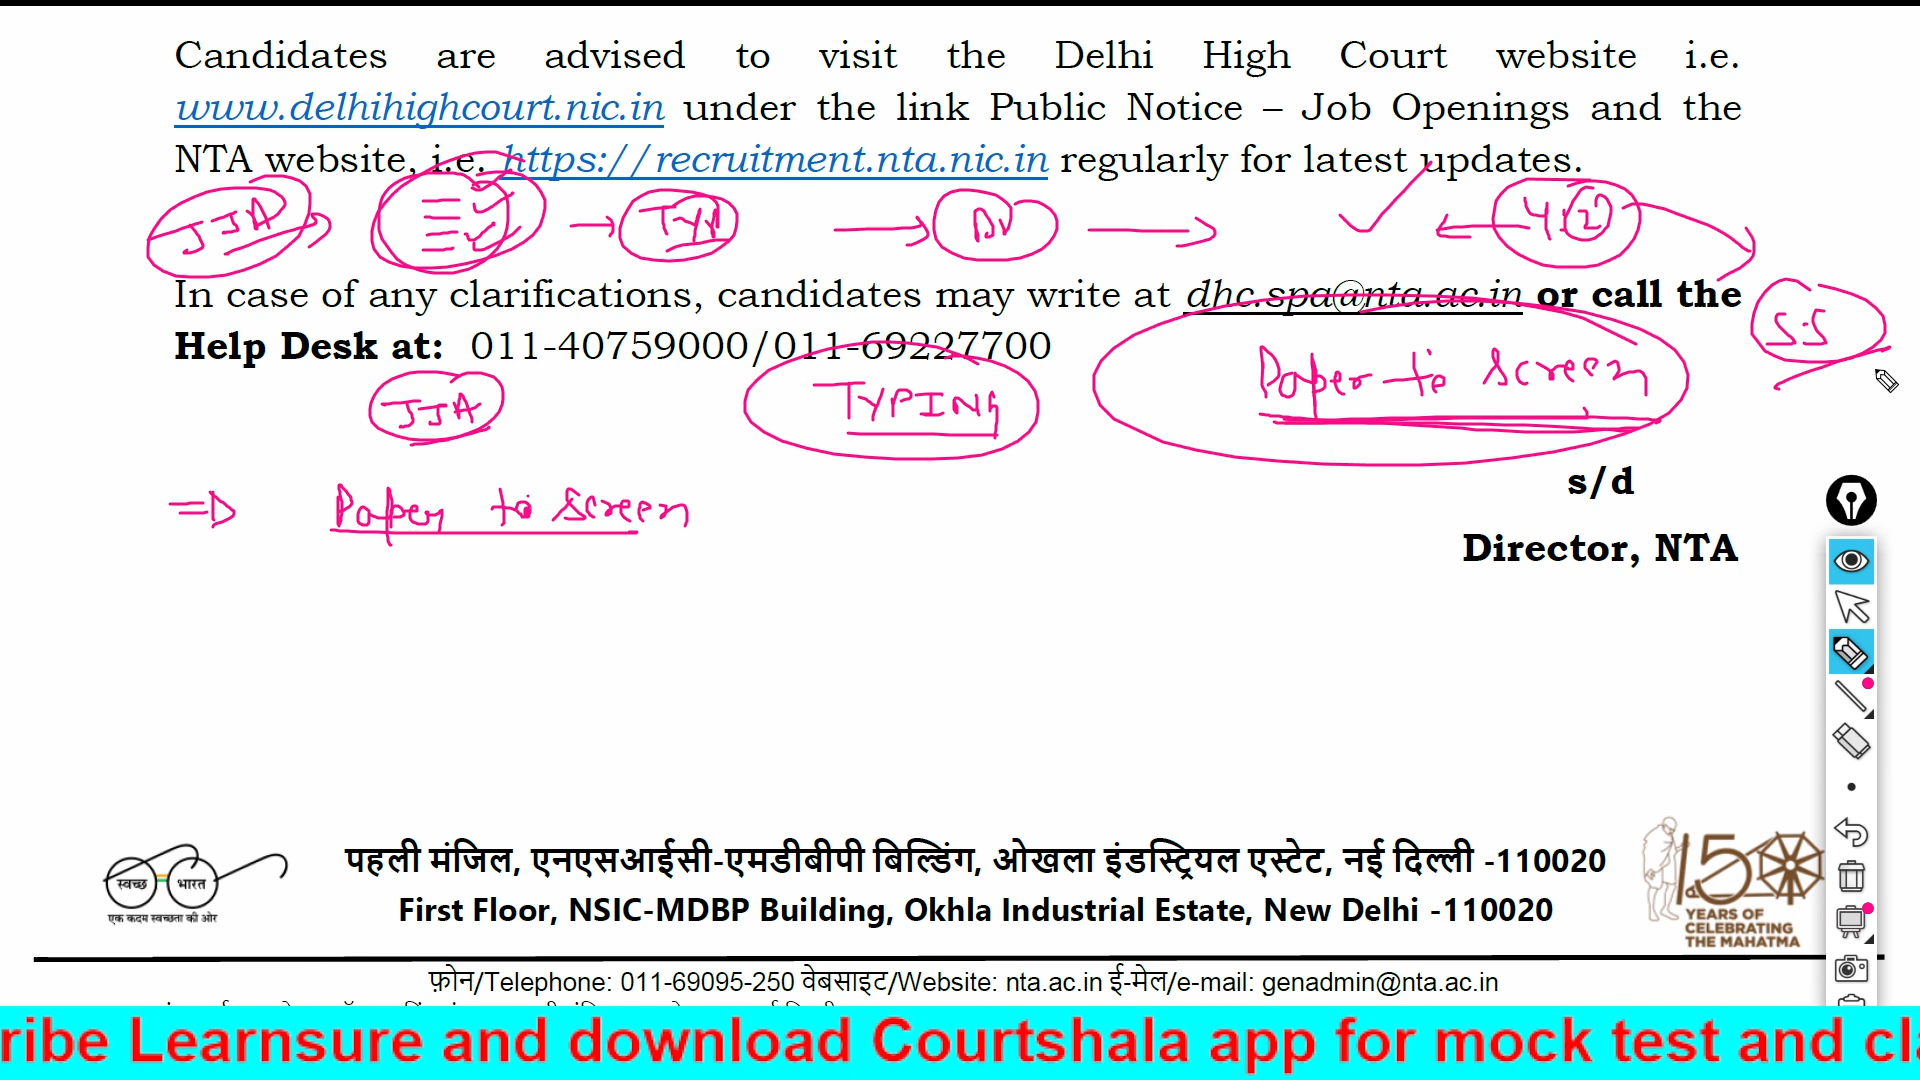 Candidates are advised to visit the Delhi High Court website i.e.
www.delhihighcourt.nic.in under the link Public Notice – Job Openings and the
NTA website, i.e. https://recruitment.nta.nic.in regularly for latest updates.
JJA TYP DV
In case of any clarifications, candidates may write at dhc.spa@nta.ac.in or call the
Help Desk at: 011-40759000/011-69227700
S.S
JJA TYPING Paper to Screen
s/d
Paper to Screen
Director, NTA
पहली मंजिल, एनएसआईसी-एमडीबीपी बिल्डिंग, ओखला इंडस्ट्रियल एस्टेट, नई दिल्ली -110020
First Floor, NSIC-MDBP Building, Okhla Industrial Estate, New Delhi -110020
स्वच्छ भारत
एक कदम स्वच्छता की ओर
150
YEARS OF
CELEBRATING
THE MAHATMA
फ़ोन/Telephone: 011-69095-250 वेबसाइट/Website: nta.ac.in ई-मेल/e-mail: genadmin@nta.ac.in
ribe Learnsure and download Courtshala app for mock test and cla